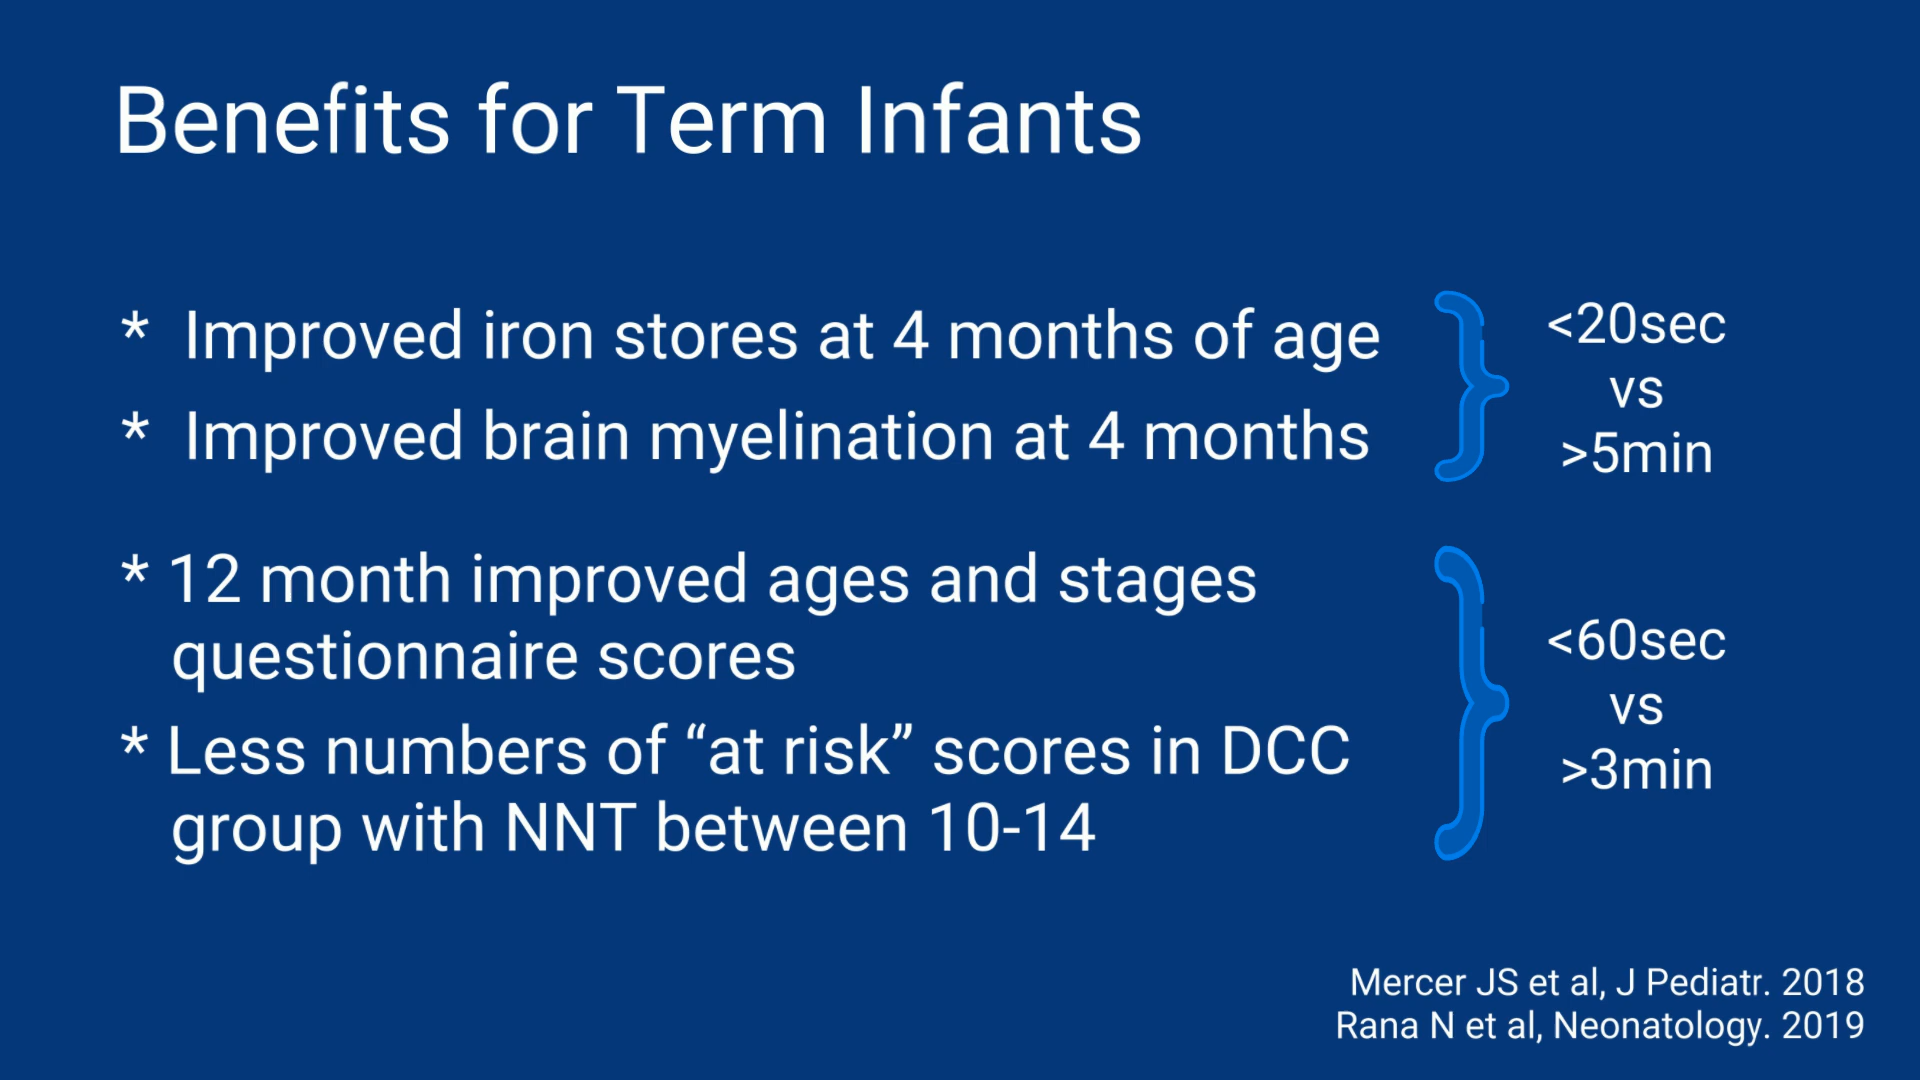 Benefits for Term Infants
* Improved iron stores at 4 months of age
* Improved brain myelination at 4 months
<20sec
vs
>5min
* 12 month improved ages and stages
questionnaire scores
* Less numbers of “at risk” scores in DCC
group with NNT between 10-14
<60sec
vs
>3min
Mercer JS et al, J Pediatr. 2018
Rana N et al, Neonatology. 2019